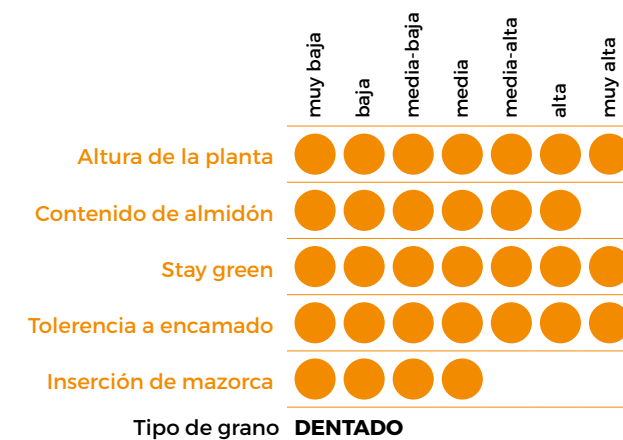 muy baja
baja
media-baja
media
media-alta
alta
muy alta
Altura de la planta
Contenido de almidón
Stay green
Tolerencia a encamado
Inserción de mazorca
Tipo de grano DENTADO